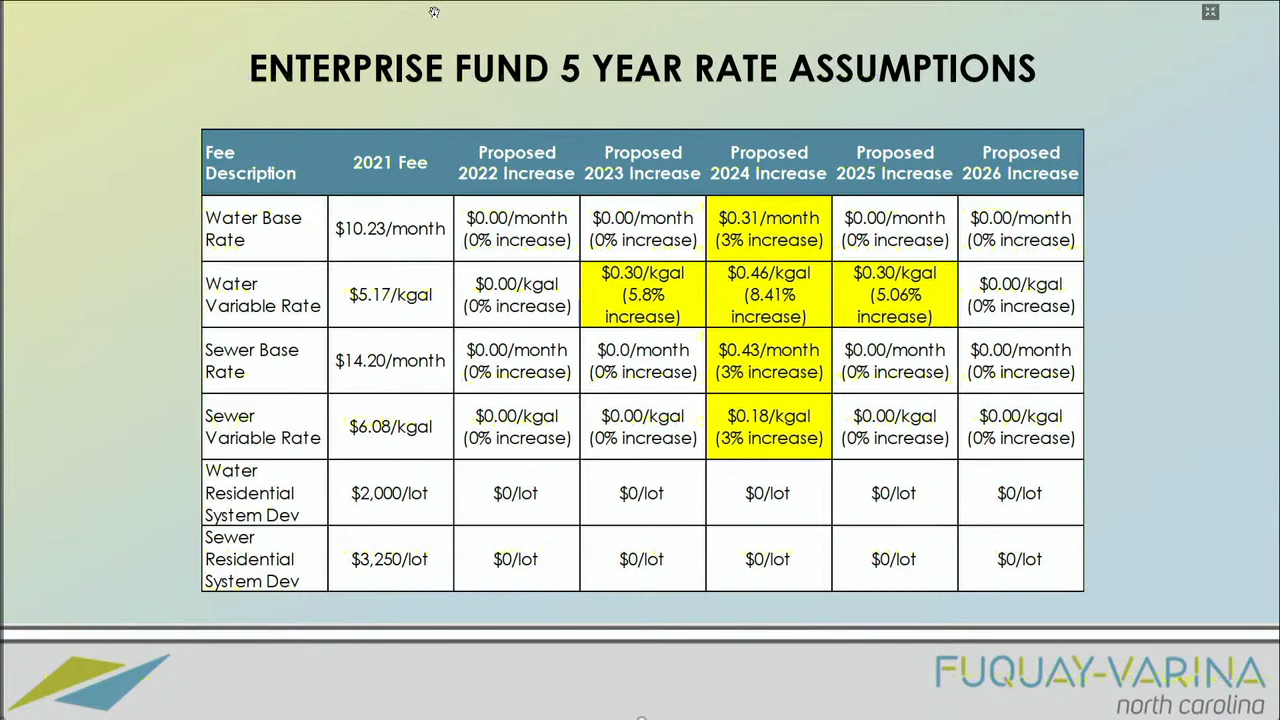 ENTERPRISE FUND 5 YEAR RATE ASSUMPTIONS
Fee
Description
2021 Fee
Proposed
2022 Increase
Proposed
2023 Increase
Proposed
2024 Increase
Proposed
2025 Increase
Proposed
2026 Increase
Water Base
Rate
$10.23/month
$0.00/month
(0% increase)
$0.00/month
(0% increase)
$0.31/month
(3% increase)
$0.00/month
(0% increase)
$0.00/month
(0% increase)
Water
Variable Rate
$5.17/kgal
$0.00/kgal
(0% increase)
$0.30/kgal
(5.8%
increase)
$0.46/kgal
(8.41%
increase)
$0.30/kgal
(5.06%
increase)
$0.00/kgal
(0% increase)
Sewer Base
Rate
$14.20/month
$0.00/month
(0% increase)
$0.0/month
(0% increase)
$0.43/month
(3% increase)
$0.00/month
(0% increase)
$0.00/month
(0% increase)
Sewer
Variable Rate
$6.08/kgal
$0.00/kgal
(0% increase)
$0.00/kgal
(0% increase)
$0.18/kgal
(3% increase)
$0.00/kgal
(0% increase)
$0.00/kgal
(0% increase)
Water
Residential
System Dev
$2,000/lot
$0/lot
$0/lot
$0/lot
$0/lot
$0/lot
Sewer
Residential
System Dev
$3,250/lot
$0/lot
$0/lot
$0/lot
$0/lot
$0/lot
FUQUAY-VARINA
north carolina